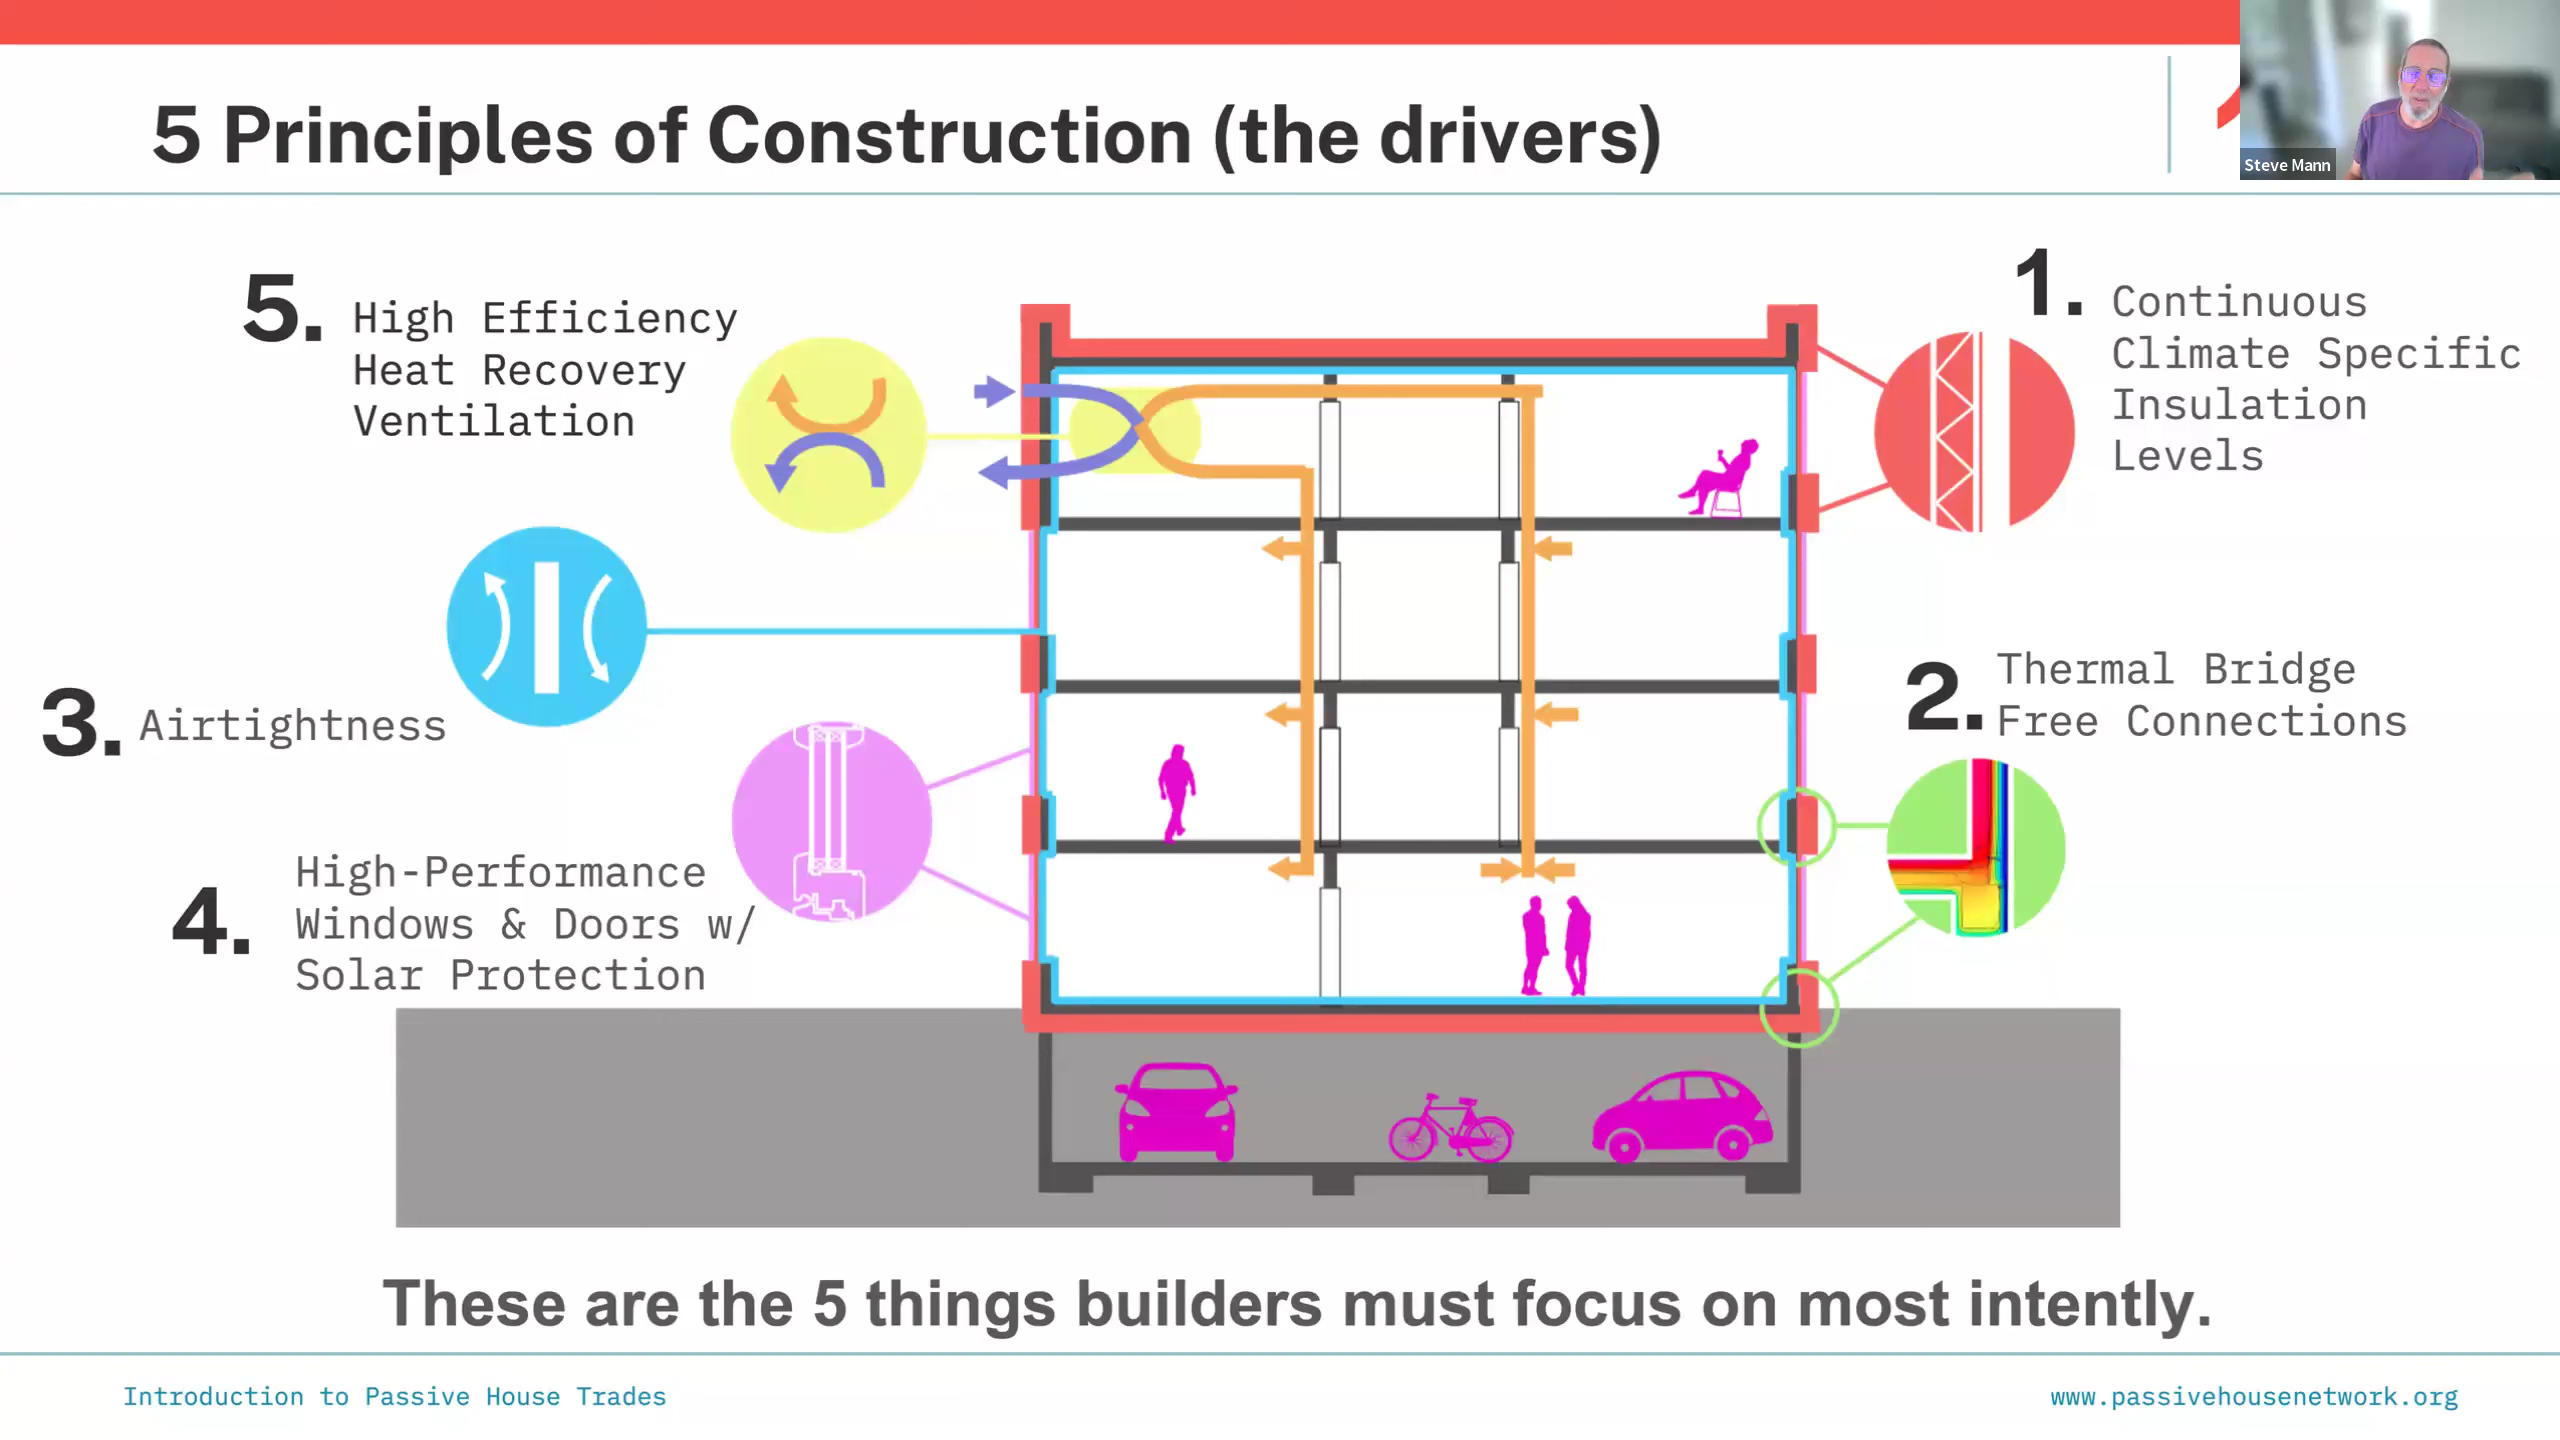 5 Principles of Construction (the drivers)
Steve Mann
5. High Efficiency
Heat Recovery
Ventilation
1. Continuous
Climate Specific
Insulation
Levels
2. Thermal Bridge
Free Connections
3. Airtightness
4. High-Performance
Windows & Doors w/
Solar Protection
These are the 5 things builders must focus on most intently.
Introduction to Passive House Trades
www.passivehousenetwork.org